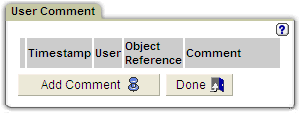 User Comment
?
Timestamp User Object Reference Comment
Add Comment Done